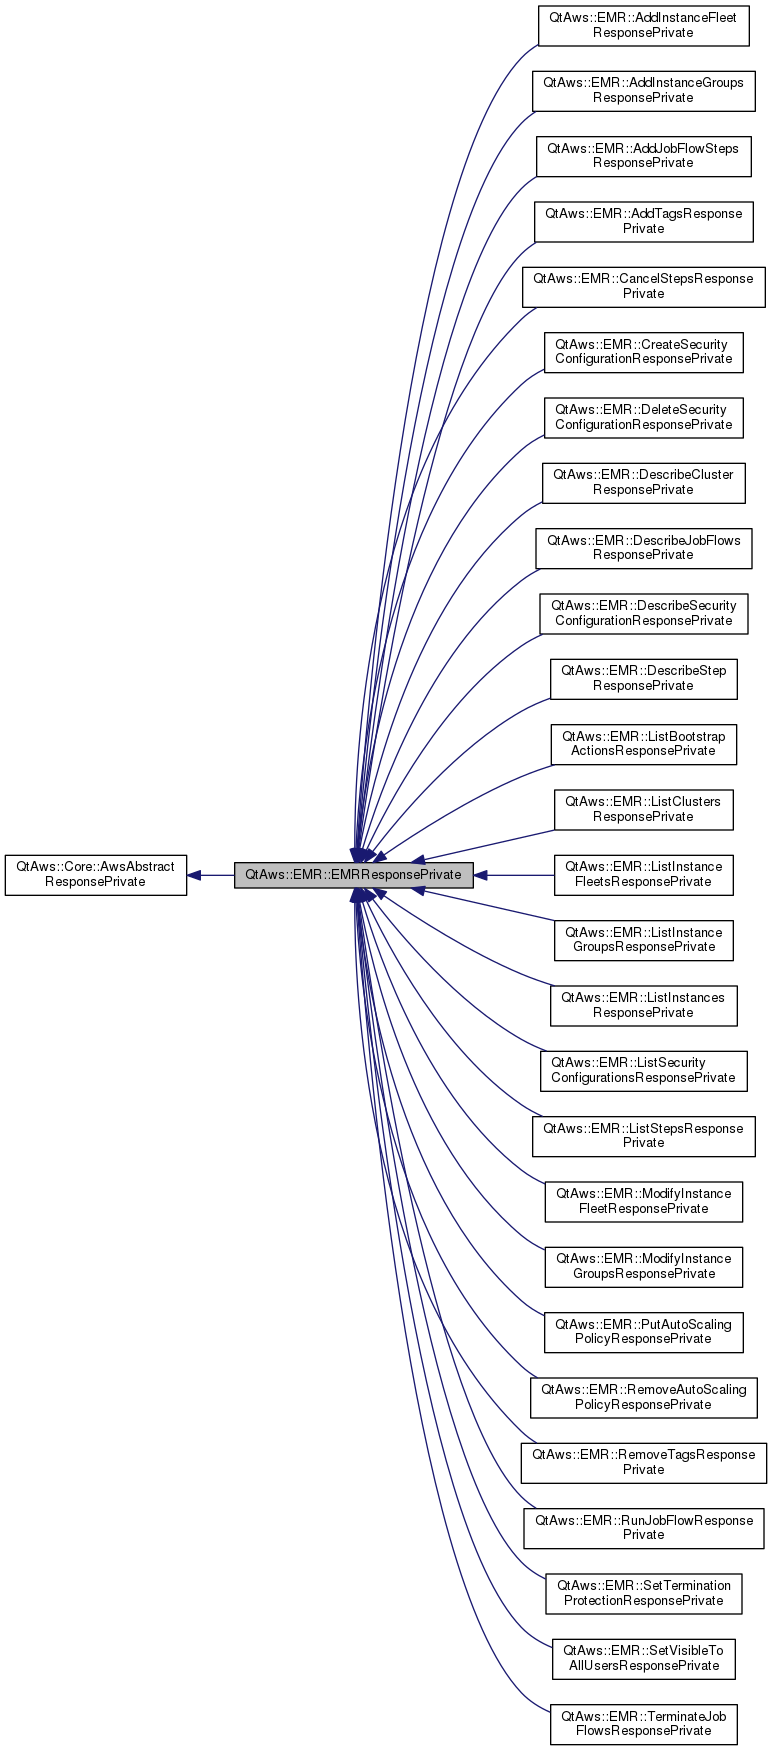 QtAws::EMR::AddInstanceFleet
ResponsePrivate
QtAws::EMR::AddInstanceGroups
ResponsePrivate
QtAws::EMR::AddJobFlowSteps
ResponsePrivate
QtAws::EMR::AddTagsResponse
Private
QtAws::EMR::CancelStepsResponse
Private
QtAws::EMR::CreateSecurity
ConfigurationResponsePrivate
QtAws::EMR::DeleteSecurity
ConfigurationResponsePrivate
QtAws::EMR::DescribeCluster
ResponsePrivate
QtAws::EMR::DescribeJobFlows
ResponsePrivate
QtAws::EMR::DescribeSecurity
ConfigurationResponsePrivate
QtAws::EMR::DescribeStep
ResponsePrivate
QtAws::EMR::ListBootstrap
ActionsResponsePrivate
QtAws::EMR::ListClusters
ResponsePrivate
QtAws::Core::AwsAbstract
ResponsePrivate
QtAws::EMR::EMRResponsePrivate
QtAws::EMR::ListInstance
FleetsResponsePrivate
QtAws::EMR::ListInstance
GroupsResponsePrivate
QtAws::EMR::ListInstances
ResponsePrivate
QtAws::EMR::ListSecurity
ConfigurationsResponsePrivate
QtAws::EMR::ListStepsResponse
Private
QtAws::EMR::ModifyInstance
FleetResponsePrivate
QtAws::EMR::ModifyInstance
GroupsResponsePrivate
QtAws::EMR::PutAutoScaling
PolicyResponsePrivate
QtAws::EMR::RemoveAutoScaling
PolicyResponsePrivate
QtAws::EMR::RemoveTagsResponse
Private
QtAws::EMR::RunJobFlowResponse
Private
QtAws::EMR::SetTermination
ProtectionResponsePrivate
QtAws::EMR::SetVisibleTo
AllUsersResponsePrivate
QtAws::EMR::TerminateJob
FlowsResponsePrivate